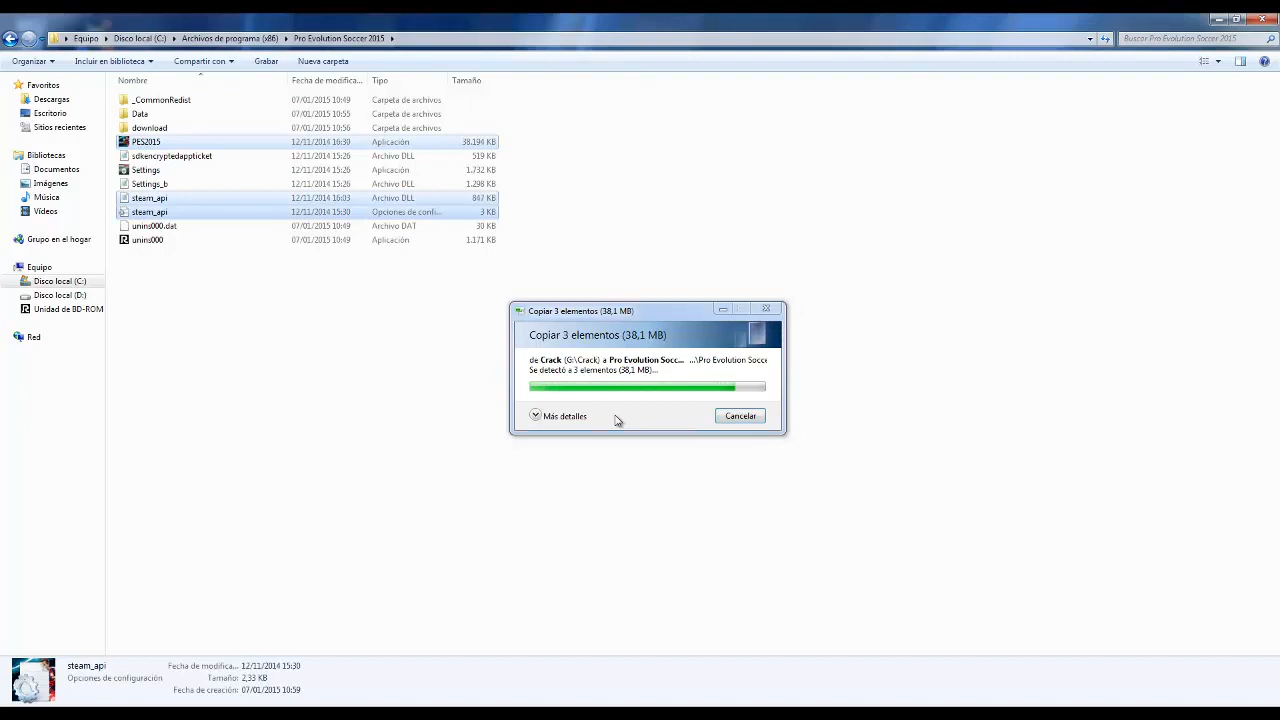 Equipo ▸ Disco local (C:) ▸ Archivos de programa (x86) ▸ Pro Evolution Soccer 2015 ▸
Buscar Pro Evolution Soccer 2015
Organizar Incluir en biblioteca Compartir con Grabar Nueva carpeta
Nombre Fecha de modifica... Tipo Tamaño
Favoritos
Descargas
Escritorio
Sitios recientes
Bibliotecas
Documentos
Imágenes
Música
Vídeos
Grupo en el hogar
Equipo
Disco local (C:)
Disco local (D:)
Unidad de BD-ROM
Red
_CommonRedist 07/01/2015 10:49 Carpeta de archivos
Data 07/01/2015 10:55 Carpeta de archivos
download 07/01/2015 10:56 Carpeta de archivos
PES2015 12/11/2014 16:30 Aplicación 38.194 KB
sdkencryptedappticket 12/11/2014 15:26 Archivo DLL 519 KB
Settings 12/11/2014 15:26 Aplicación 1.732 KB
Settings_b 12/11/2014 15:26 Archivo DLL 1.298 KB
steam_api 12/11/2014 16:03 Archivo DLL 847 KB
steam_api 12/11/2014 15:30 Opciones de confi... 3 KB
unins000.dat 07/01/2015 10:49 Archivo DAT 30 KB
unins000 07/01/2015 10:49 Aplicación 1.171 KB
Copiar 3 elementos (38,1 MB)
Copiar 3 elementos (38,1 MB)
de Crack (G:\Crack) a Pro Evolution Socc... ...\Pro Evolution Socce
Se detectó a 3 elementos (38,1 MB)...
Más detalles Cancelar
steam_api Fecha de modifica... 12/11/2014 15:30
Opciones de configuración Tamaño: 2,33 KB
Fecha de creación: 07/01/2015 10:59